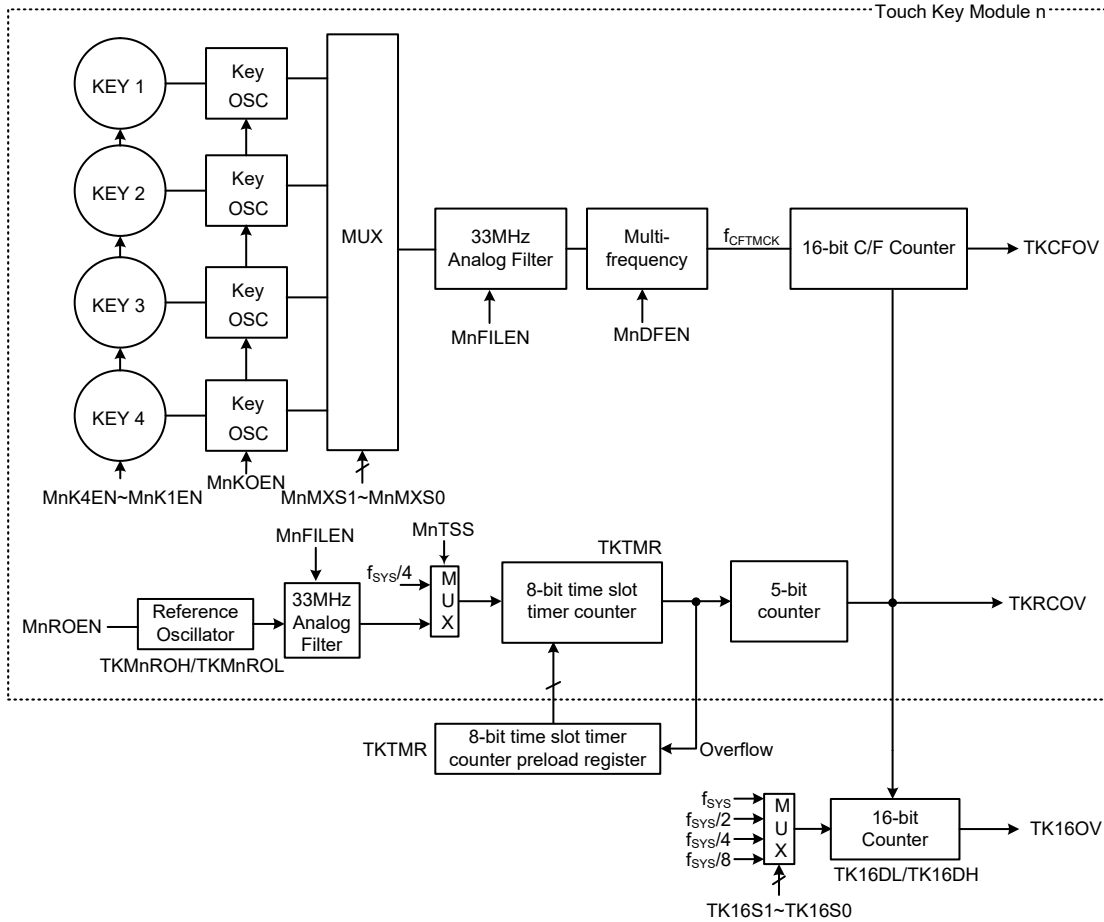 Touch Key Module n
KEY 1
Key
OSC
KEY 2
Key
OSC
KEY 3
Key
OSC
KEY 4
Key
OSC
MUX
33MHz
Analog Filter
Multi-
frequency
fCFTMCK
16-bit C/F Counter
TKCFOV
MnFILEN
MnDFEN
MnK4EN~MnK1EN
MnKOEN
MnMXS1~MnMXS0
MnROEN
Reference
Oscillator
TKMnROH/TKMnROL
MnFILEN
33MHz
Analog
Filter
fSYS/4
MnTSS
M
U
X
TKTMR
8-bit time slot
timer counter
5-bit
counter
TKRCOV
TKTMR
8-bit time slot timer
counter preload register
Overflow
fSYS
fSYS/2
fSYS/4
fSYS/8
M
U
X
TK16S1~TK16S0
16-bit
Counter
TK16DL/TK16DH
TK16OV